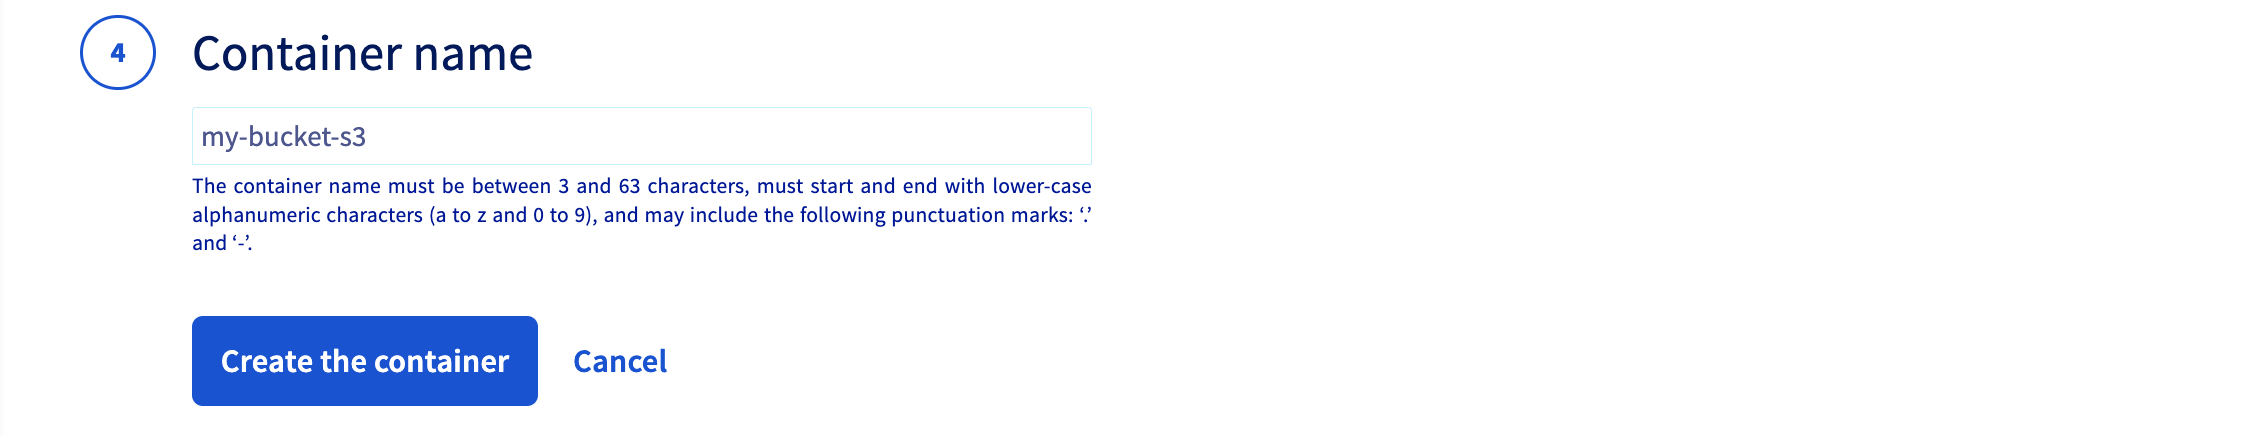 4
Container name
my-bucket-s3
The container name must be between 3 and 63 characters, must start and end with lower-case
alphanumeric characters (a to z and 0 to 9), and may include the following punctuation marks: ‘.’
and ‘-’.
Create the container
Cancel